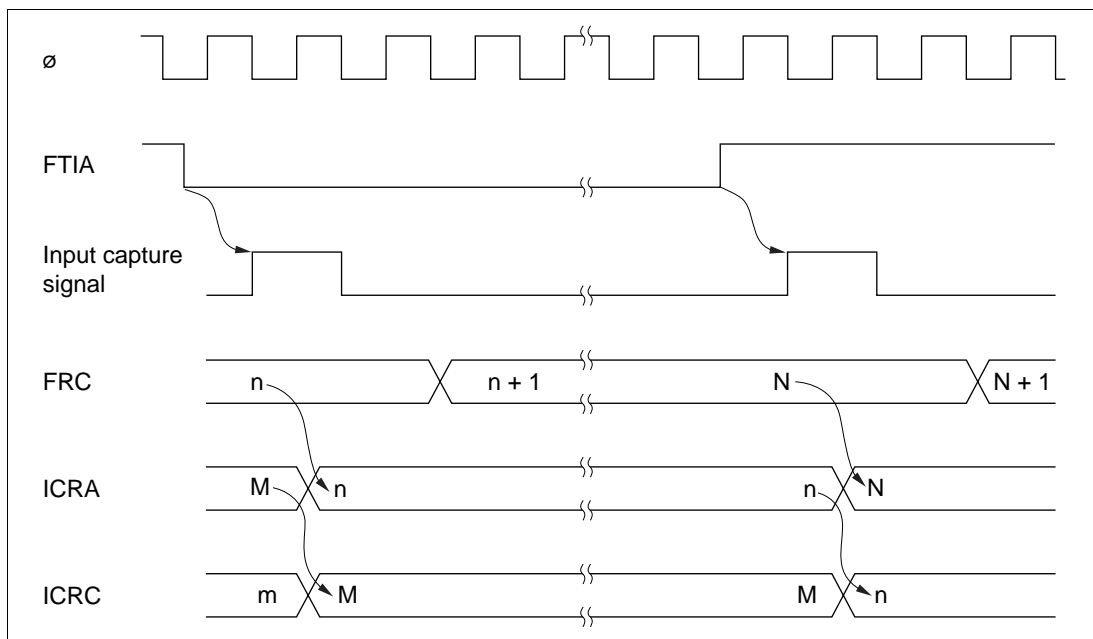 ø
FTIA
Input capture
signal
FRC n n + 1 N N + 1
ICRA M n n N
ICRC m M M n